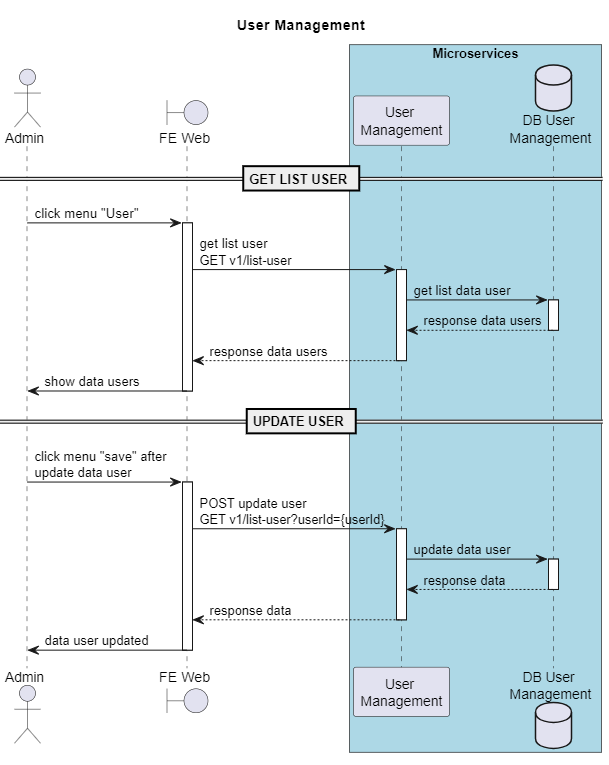 User Management
Microservices
Admin
FE Web
User
Management
DB User
Management
GET LIST USER
click menu "User"
get list user
GET v1/list-user
get list data user
response data users
response data users
show data users
UPDATE USER
click menu "save" after
update data user
POST update user
GET v1/list-user?userId={userId}
update data user
response data
response data
data user updated
Admin
FE Web
User
Management
DB User
Management